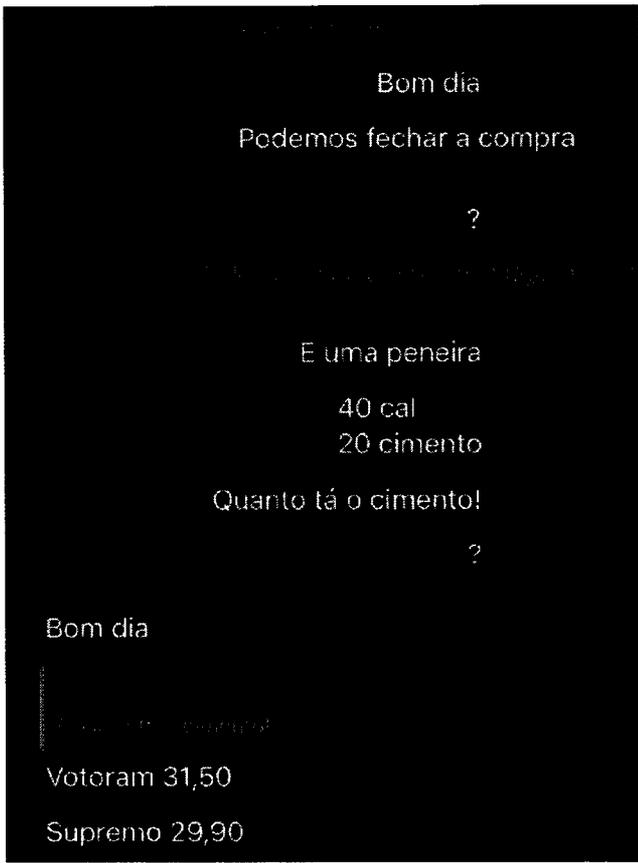 Bom dia
Podemos fechar a compra
?
E uma peneira
40 cal
20 cimento
Quanto tá o cimento!
?
Bom dia
Votoram 31,50
Supremo 29,90